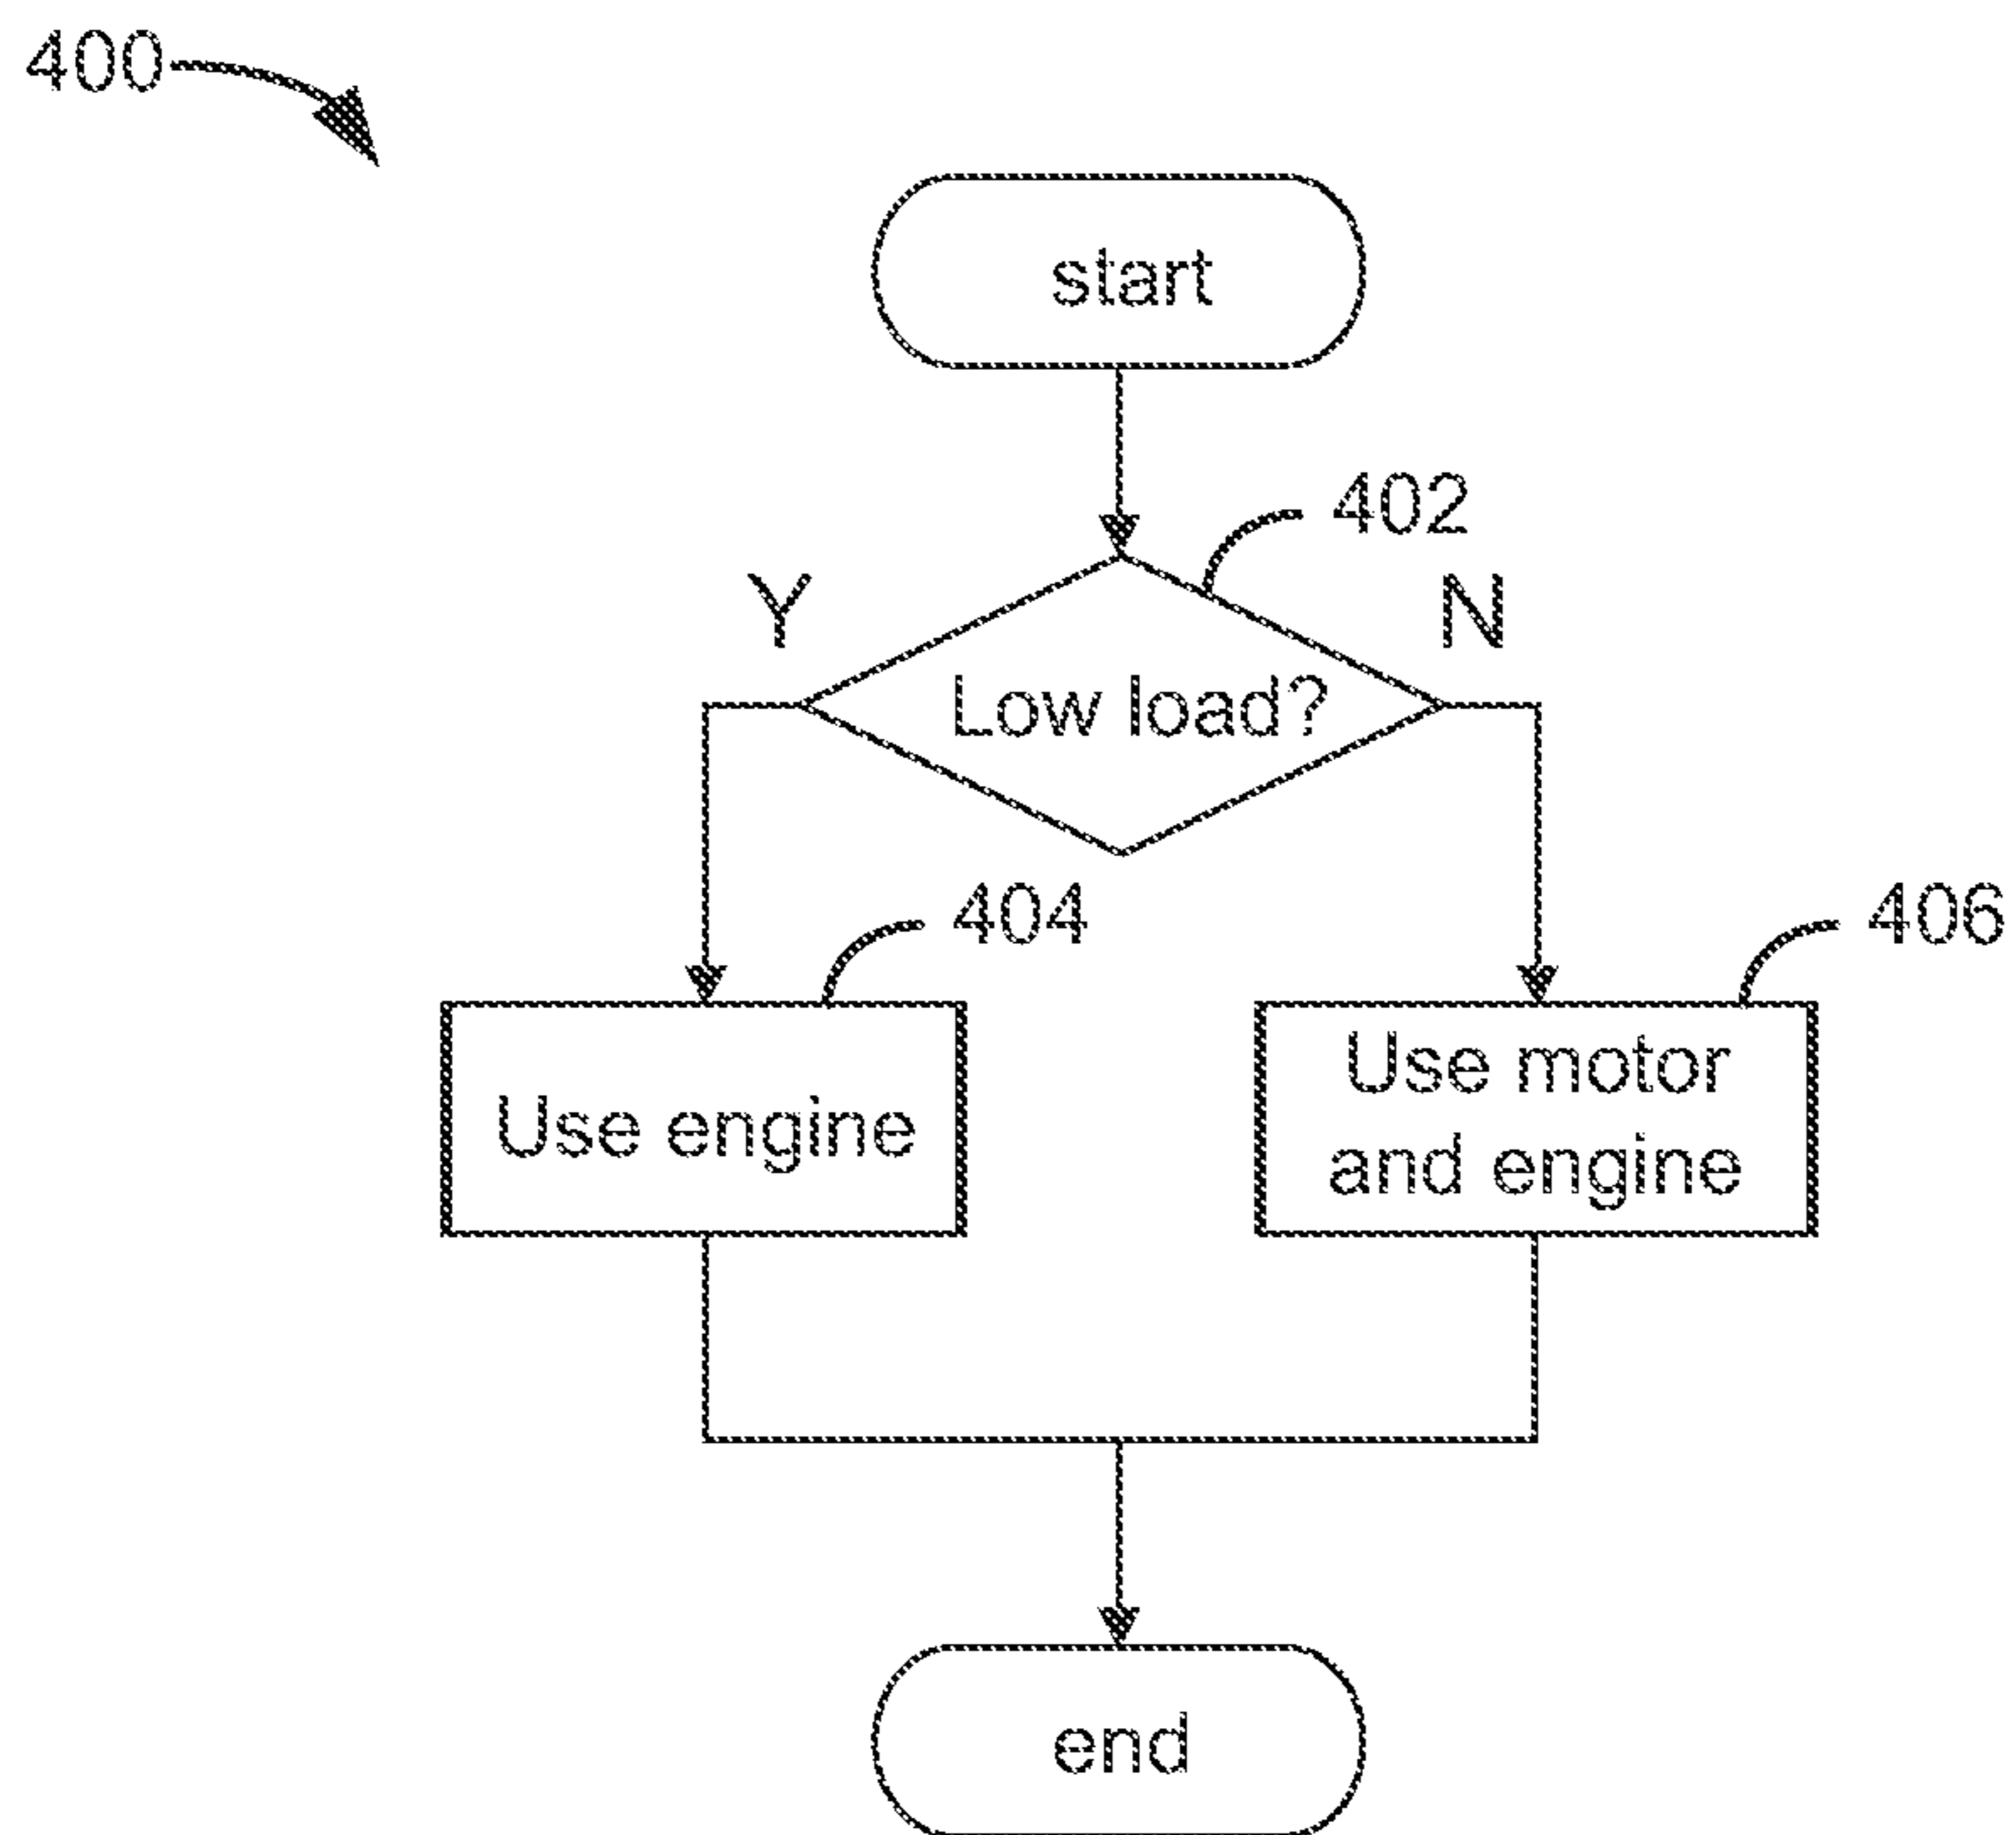 400
start
402
Y
N
Low load?
404
406
Use engine
Use motor
and engine
end